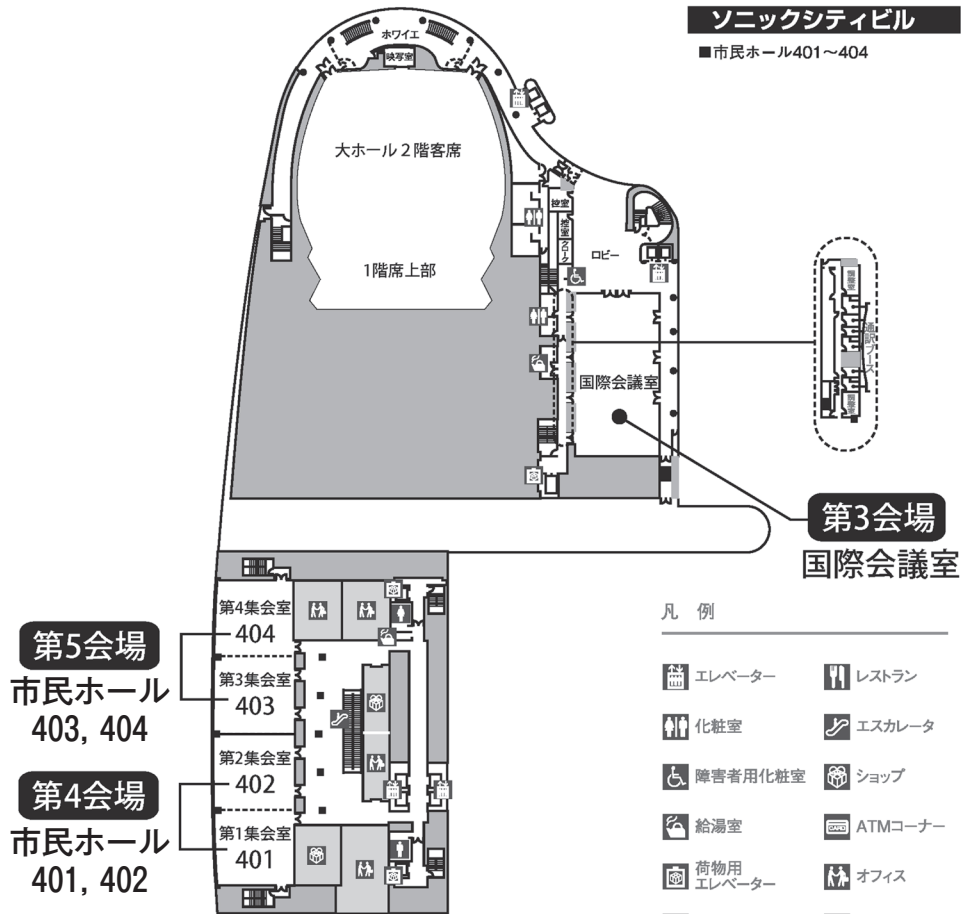 ソニックシティビル
■市民ホール401〜404
ホワイエ
映写室
大ホール2階客席
1階席上部
控室
控室
クローク
ロビー
国際会議室
通訳ブース
第3会場
国際会議室
第4集会室
404
第3集会室
403
第2集会室
402
第1集会室
401
第5会場
市民ホール
403, 404
第4会場
市民ホール
401, 402
凡 例
エレベーター
レストラン
化粧室
エスカレータ
障害者用化粧室
ショップ
給湯室
ATMコーナー
荷物用
エレベーター
オフィス